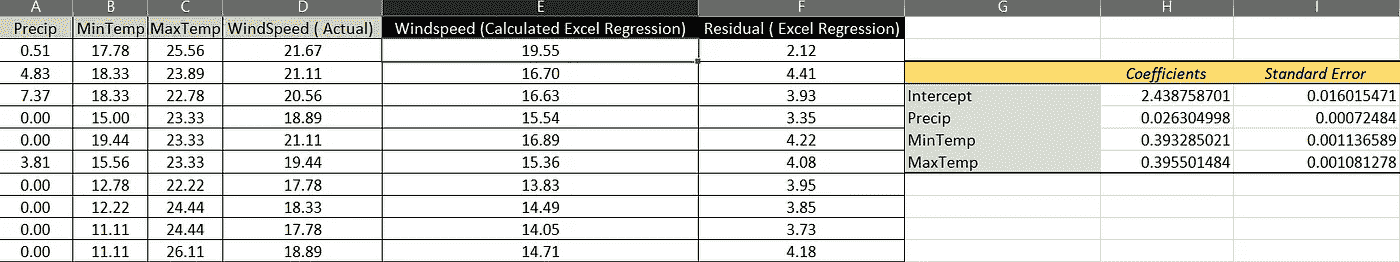 A B C D E F G H I
Precip MinTemp MaxTemp WindSpeed ( Actual) Windspeed (Calculated Excel Regression) Residual ( Excel Regression)
0.51 17.78 25.56 21.67 19.55 2.12
4.83 18.33 23.89 21.11 16.70 4.41 Coefficients Standard Error
7.37 18.33 22.78 20.56 16.63 3.93 Intercept 2.438758701 0.016015471
0.00 15.00 23.33 18.89 15.54 3.35 Precip 0.026304998 0.00072484
0.00 19.44 23.33 21.11 16.89 4.22 MinTemp 0.393285021 0.001136589
3.81 15.56 23.33 19.44 15.36 4.08 MaxTemp 0.395501484 0.001081278
0.00 12.78 22.22 17.78 13.83 3.95
0.00 12.22 24.44 18.33 14.49 3.85
0.00 11.11 24.44 17.78 14.05 3.73
0.00 11.11 26.11 18.89 14.71 4.18